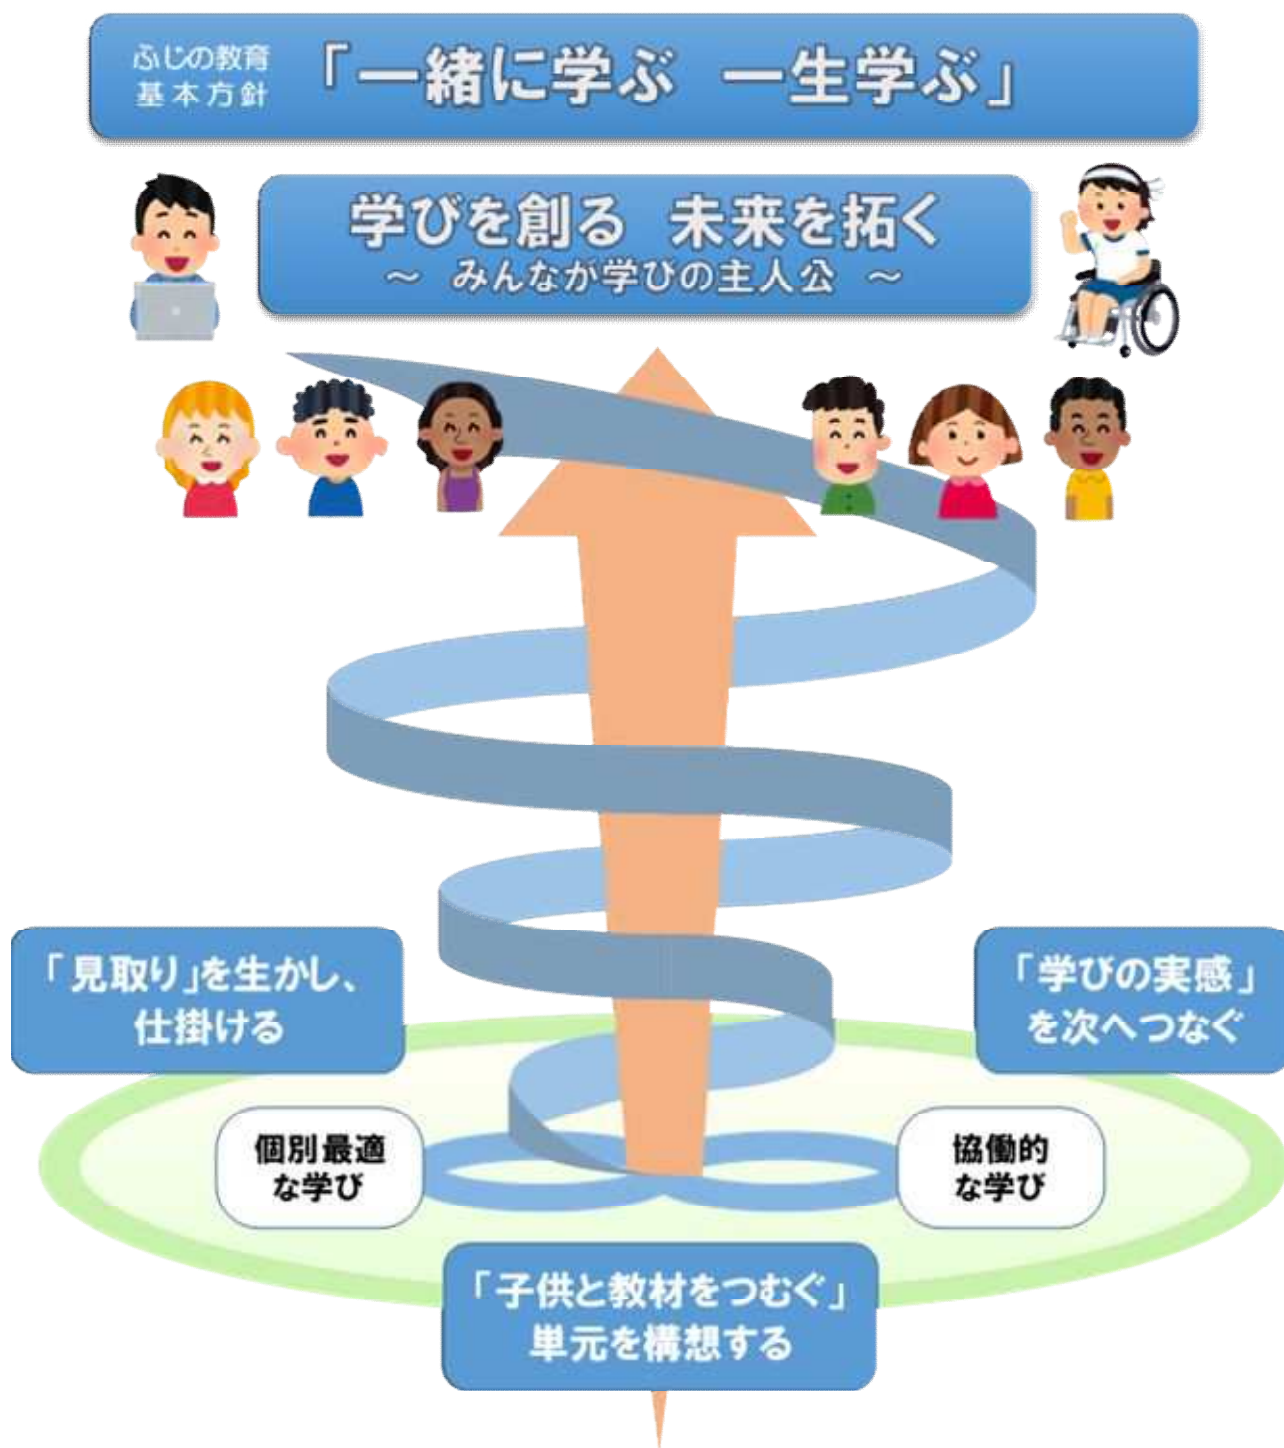 ふじの教育
基本方針
「一緒に学ぶ 一生学ぶ」
学びを創る 未来を拓く
～ みんなが学びの主人公 ～
「見取り」を生かし、
仕掛ける
「学びの実感」
を次へつなぐ
個別最適
な学び
協働的
な学び
「子供と教材をつむぐ」
単元を構想する